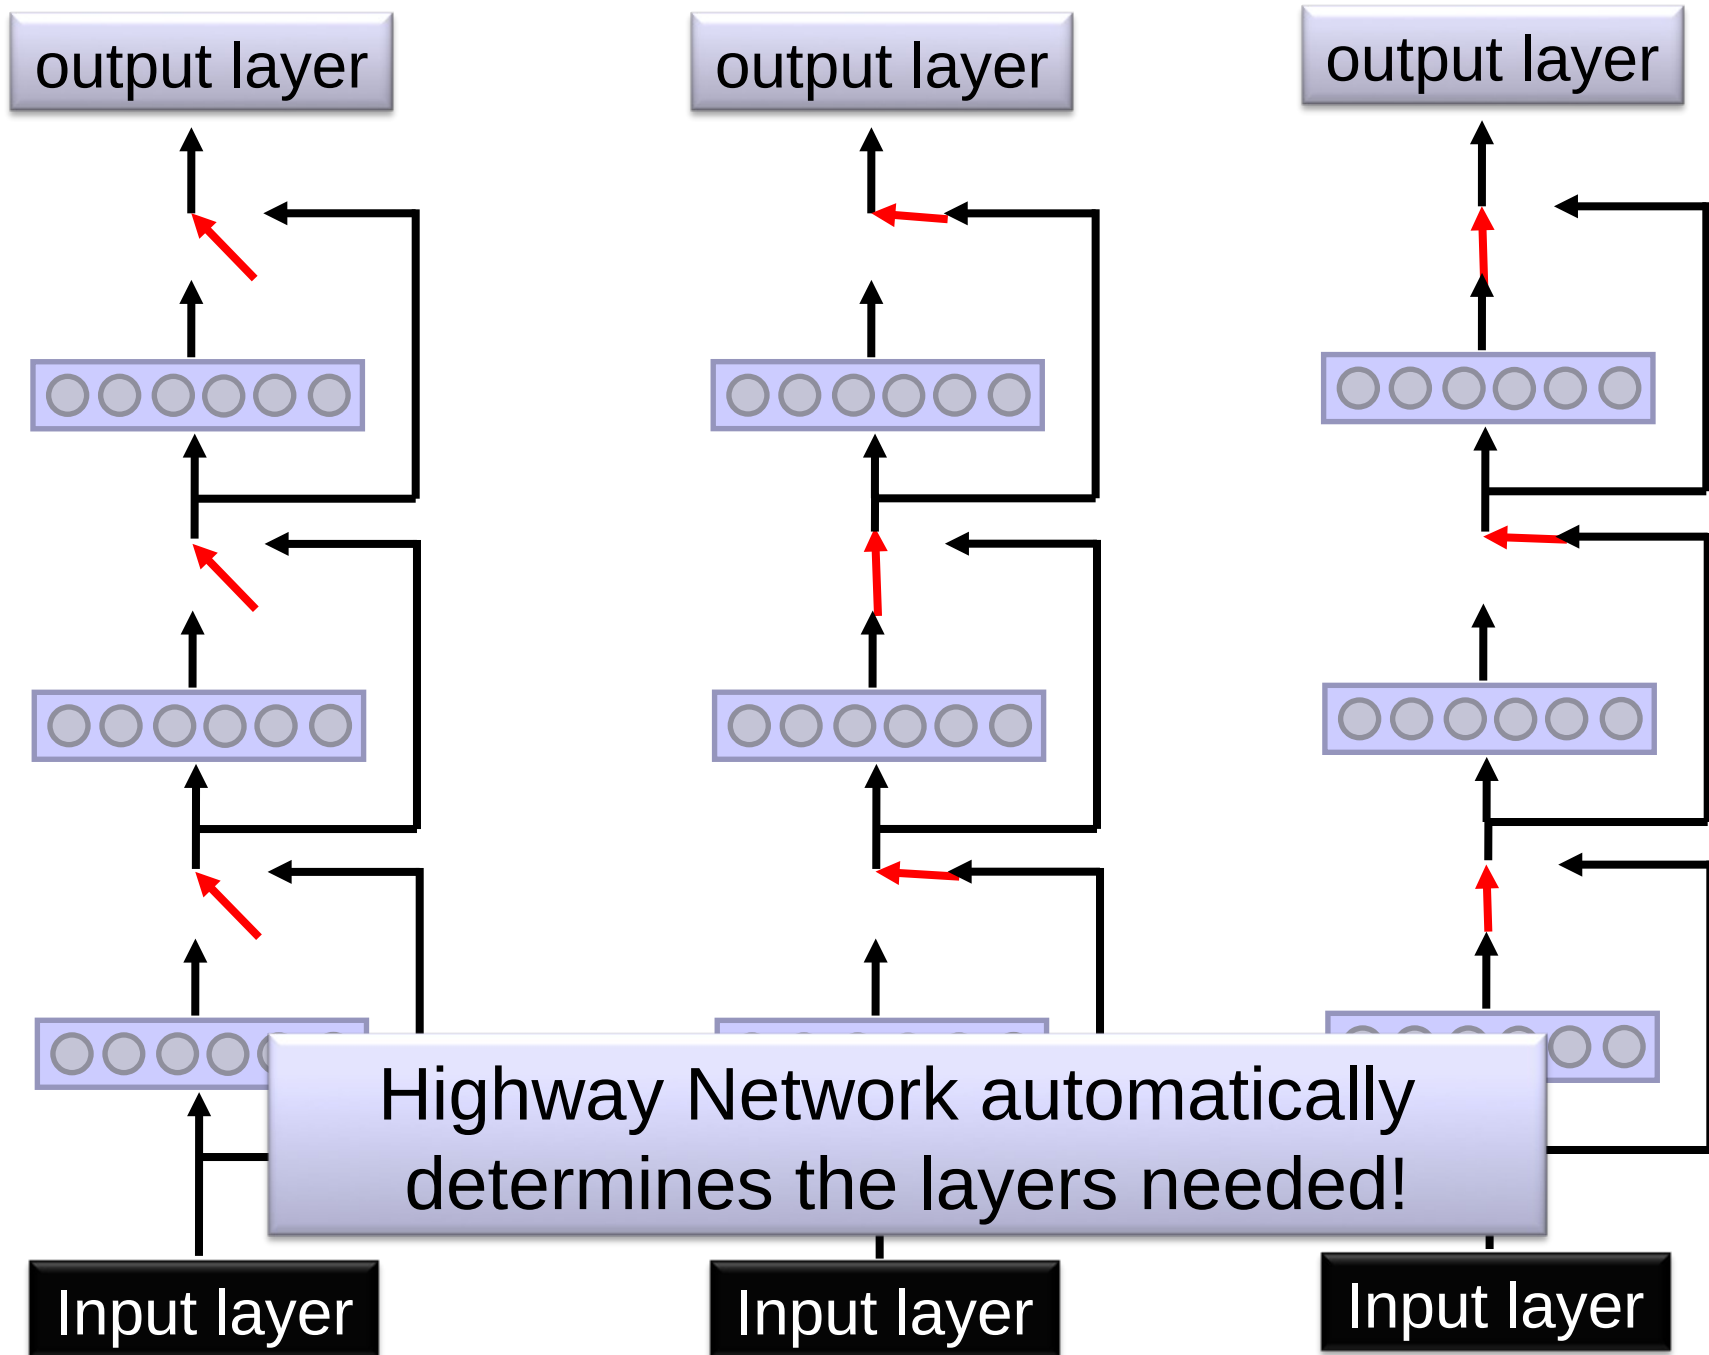 output layer
output layer
output layer
Highway Network automatically
determines the layers needed!
Input layer
Input layer
Input layer